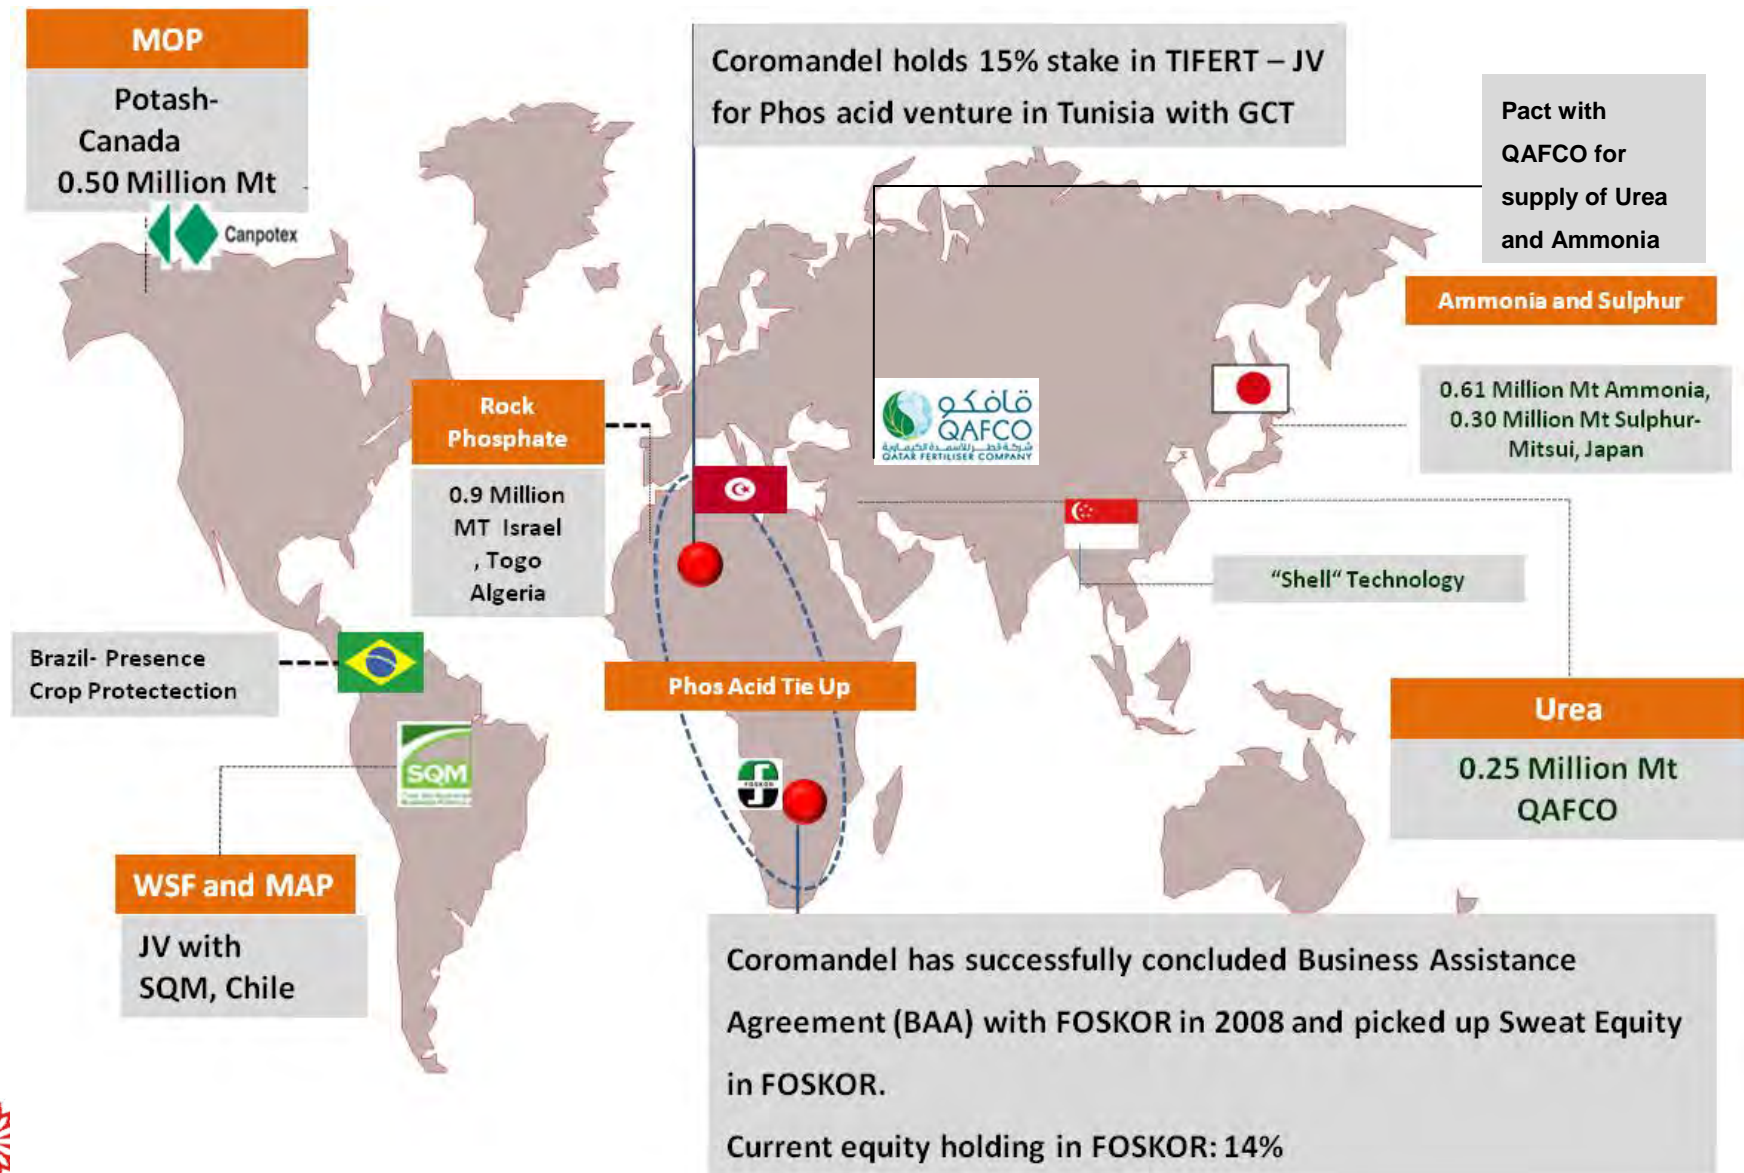 MOP
Potash-
Canada
0.50 Million Mt
Canpotex
Coromandel holds 15% stake in TIFERT – JV
for Phos acid venture in Tunisia with GCT
Pact with
QAFCO for
supply of Urea
and Ammonia
Ammonia and Sulphur
0.61 Million Mt Ammonia,
0.30 Million Mt Sulphur-
Mitsui, Japan
Rock
Phosphate
0.9 Million
MT Israel
, Togo
Algeria
قافكو
QAFCO
شركة قطر للأسمدة الكيماوية
QATAR FERTILISER COMPANY
"Shell" Technology
Brazil- Presence
Crop Protectection
Phos Acid Tie Up
Urea
0.25 Million Mt
QAFCO
SQM
FOSKOR
WSF and MAP
JV with
SQM, Chile
Coromandel has successfully concluded Business Assistance
Agreement (BAA) with FOSKOR in 2008 and picked up Sweat Equity
in FOSKOR.
Current equity holding in FOSKOR: 14%